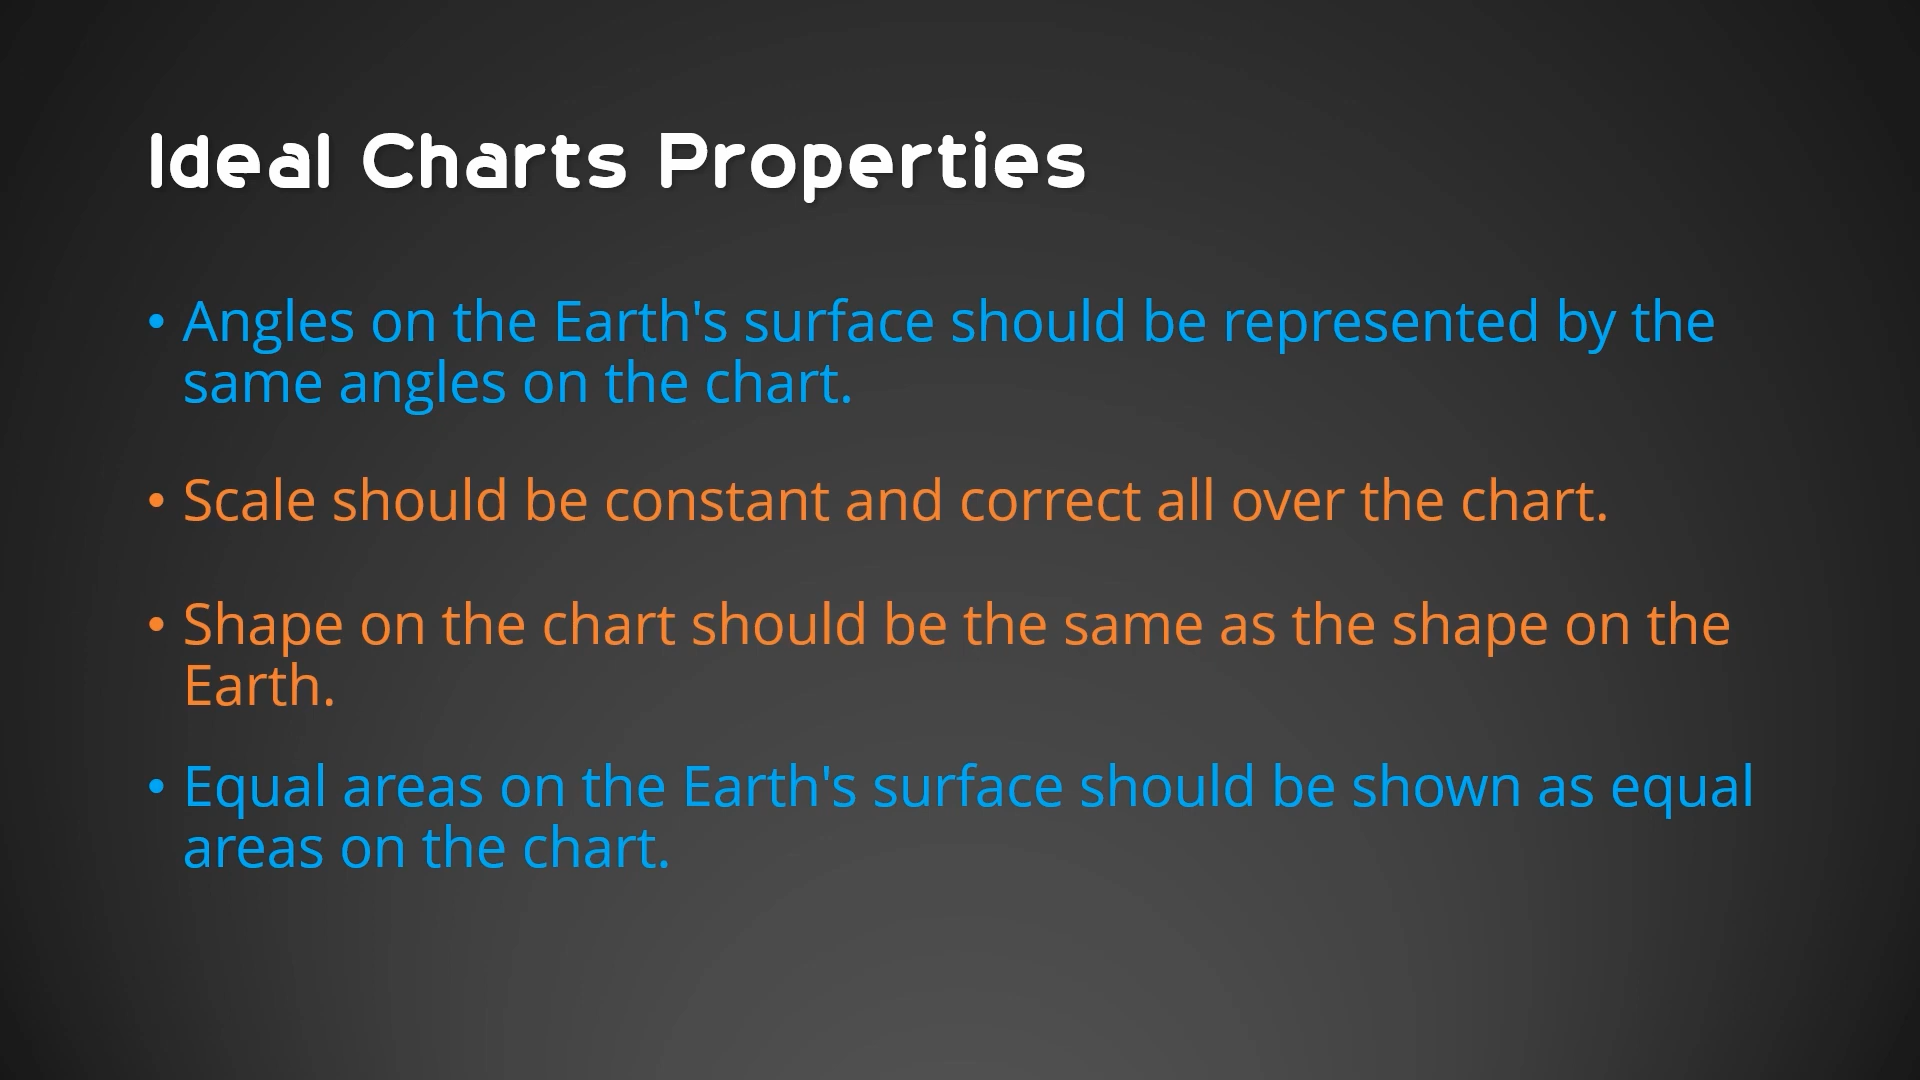 Ideal Charts Properties
• Angles on the Earth's surface should be represented by the
same angles on the chart.
• Scale should be constant and correct all over the chart.
• Shape on the chart should be the same as the shape on the
Earth.
• Equal areas on the Earth's surface should be shown as equal
areas on the chart.